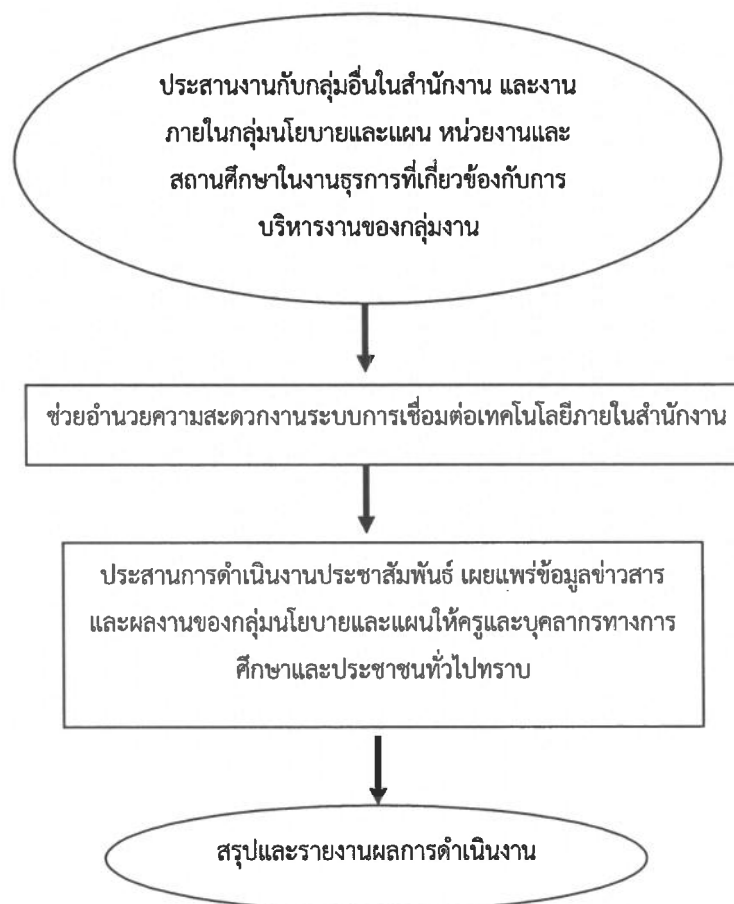 ประสานงานกับกลุ่มอื่นในสำนักงาน และงาน
ภายในกลุ่มนโยบายและแผน หน่วยงานและ
สถานศึกษาในงานธุรการที่เกี่ยวข้องกับการ
บริหารงานของกลุ่มงาน
ช่วยอำนวยความสะดวกงานระบบการเชื่อมต่อเทคโนโลยีภายในสำนักงาน
ประสานการดำเนินงานประชาสัมพันธ์ เผยแพร่ข้อมูลข่าวสาร
และผลงานของกลุ่มนโยบายและแผนให้ครูและบุคลากรทางการ
ศึกษาและประชาชนทั่วไปทราบ
สรุปและรายงานผลการดำเนินงาน